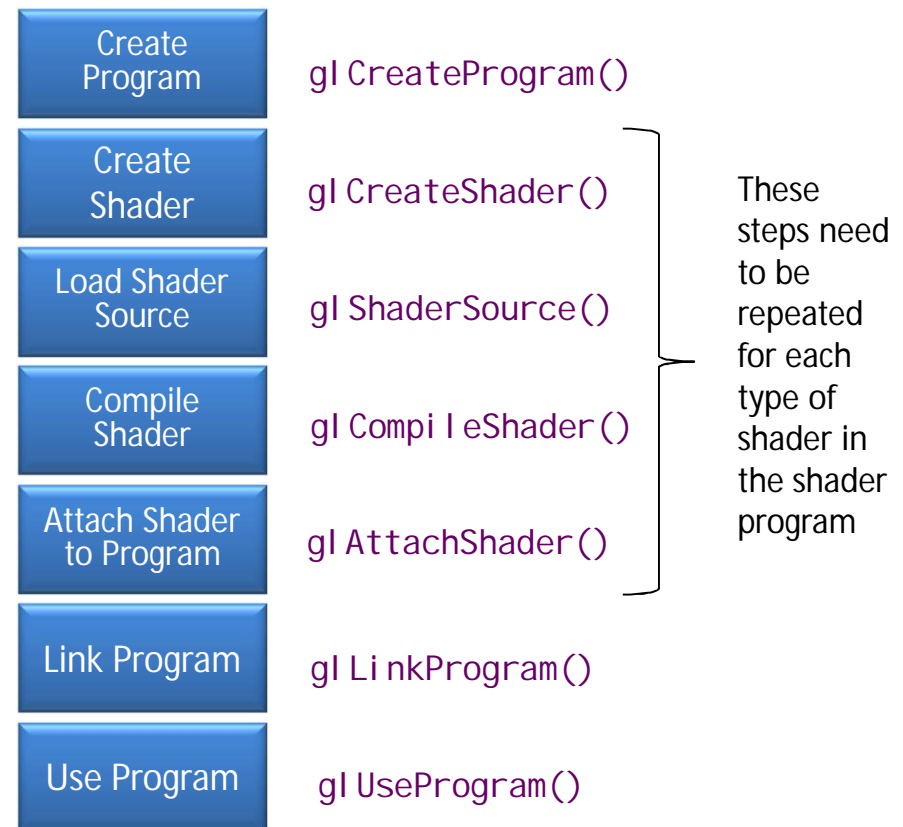 Create
Program
glCreateProgram()
Create
Shader
glCreateShader()
Load Shader
Source
glShaderSource()
Compile
Shader
glCompileShader()
Attach Shader
to Program
glAttachShader()
These
steps need
to be
repeated
for each
type of
shader in
the shader
program
Link Program
glLinkProgram()
Use Program
glUseProgram()